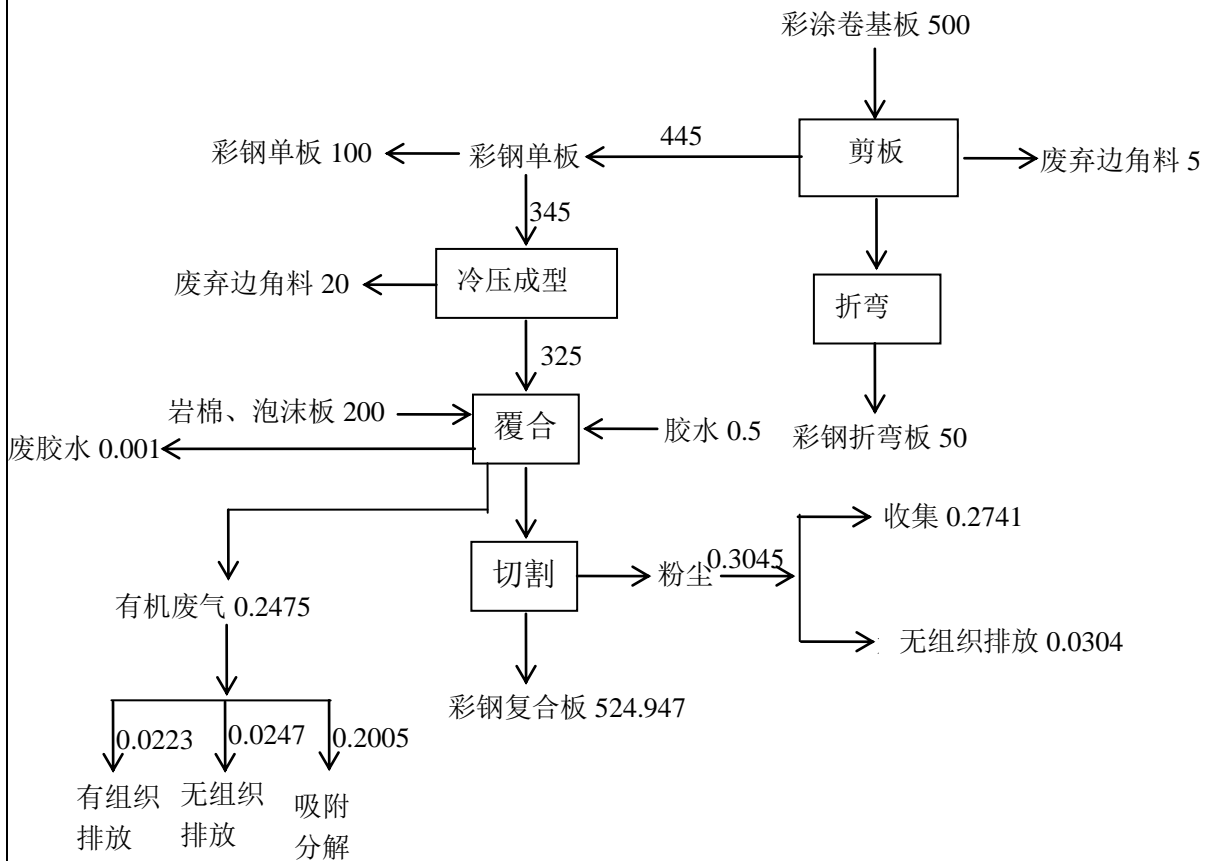 彩涂卷基板 500
445
彩钢单板 100
彩钢单板
剪板
废弃边角料 5
345
废弃边角料 20
冷压成型
折弯
325
岩棉、泡沫板 200
覆合
胶水 0.5
彩钢折弯板 50
废胶水 0.001
收集 0.2741
切割
粉尘
0.3045
有机废气 0.2475
无组织排放 0.0304
彩钢复合板 524.947
0.0223
0.0247
0.2005
有组织
排放
无组织
排放
吸附
分解